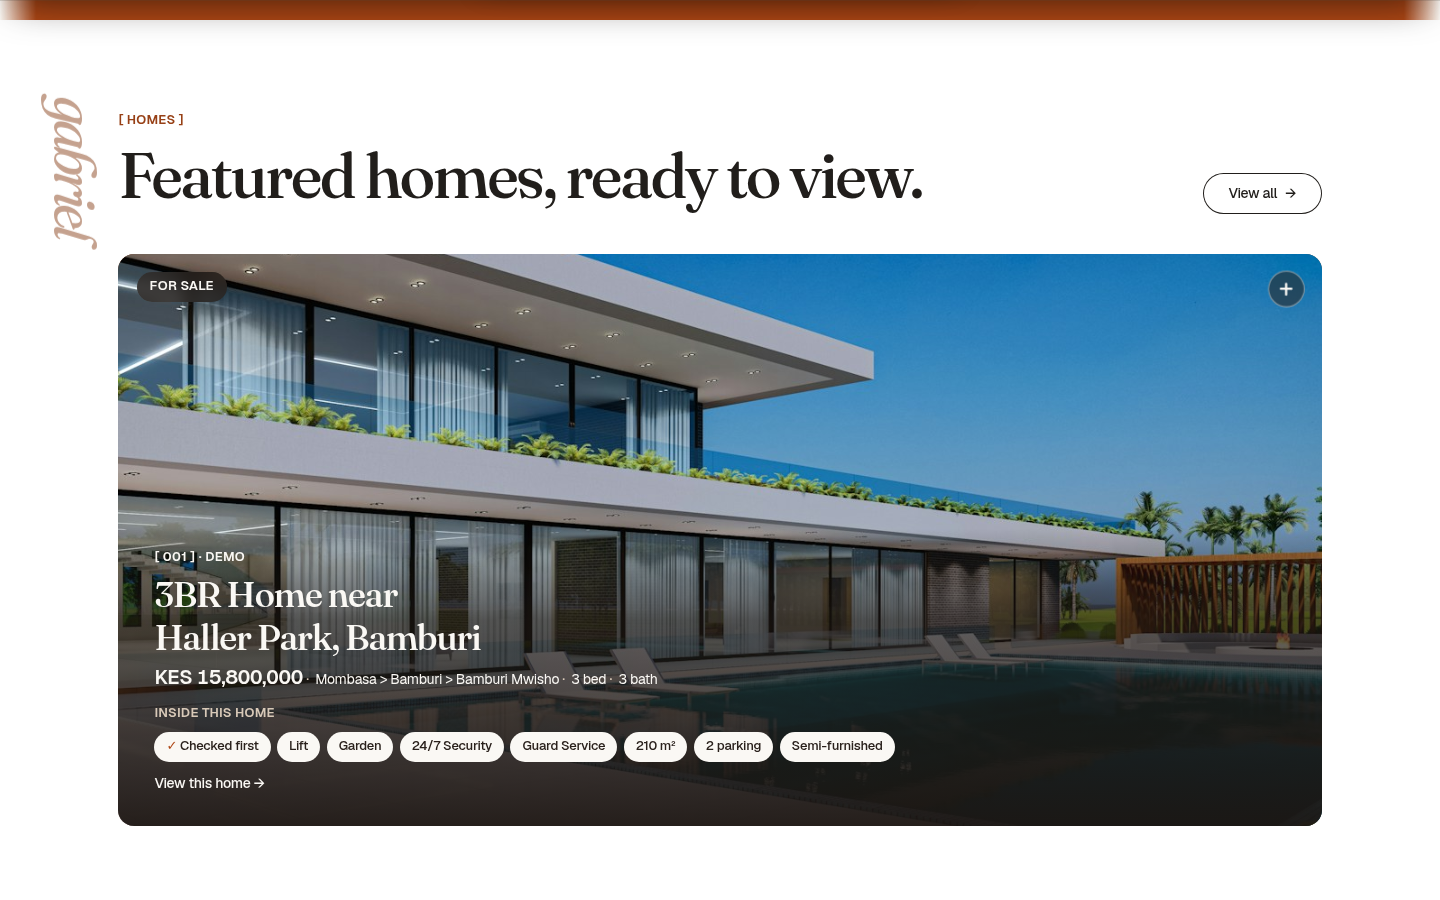 gabriel
[ HOMES ]
Featured homes, ready to view.
View all →
FOR SALE
+
[ 001 ] · DEMO
3BR Home near
Haller Park, Bamburi
KES 15,800,000 · Mombasa > Bamburi > Bamburi Mwisho · 3 bed · 3 bath
INSIDE THIS HOME
✓ Checked first Lift Garden 24/7 Security Guard Service 210 m² 2 parking Semi-furnished
View this home →